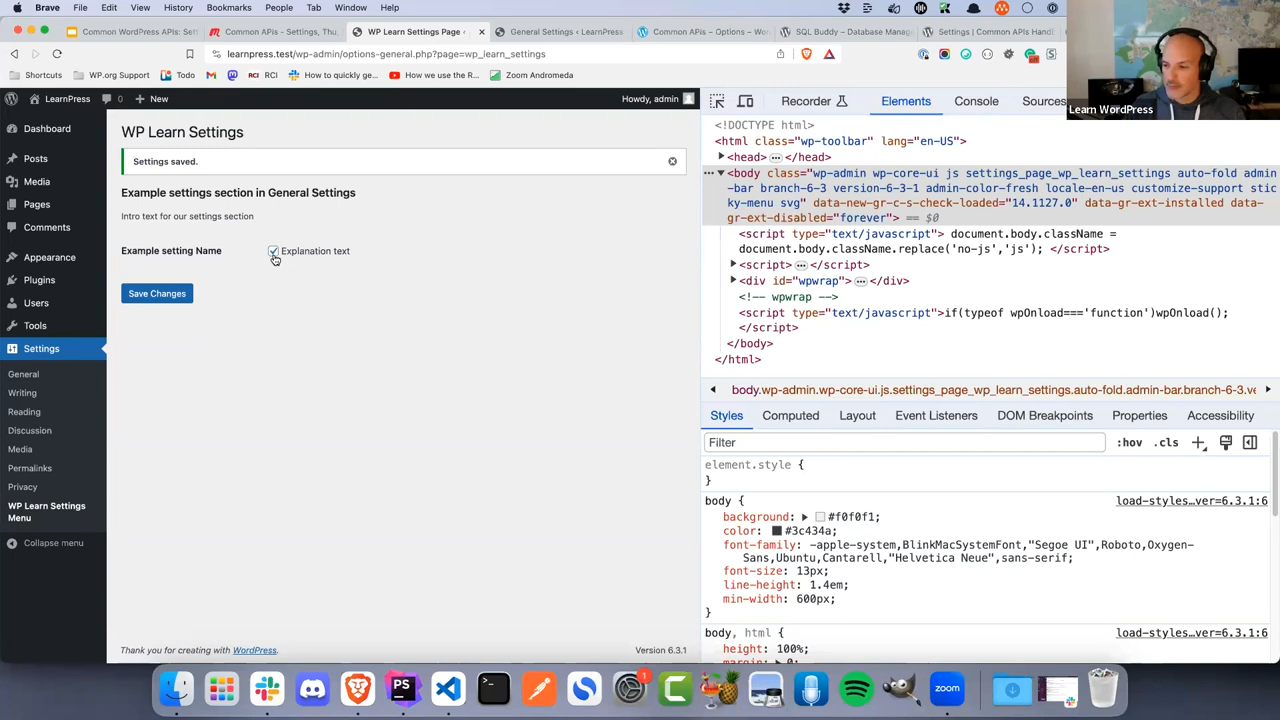 Brave File Edit View History Bookmarks People Tab Window Help
Common WordPress APIs: Sett
Common APIs - Settings, Thu
WP Learn Settings Page
General Settings ‹ LearnPress
Common APIs – Options – Wo
SQL Buddy – Database Manag
Settings | Common APIs Handb
learnpress.test/wp-admin/options-general.php?page=wp_learn_settings
Shortcuts WP.org Support Todo RCI How to quickly ge... How we use the R... Zoom Andromeda
LearnPress 0 + New Howdy, admin
Learn WordPress
Dashboard
Posts
Media
Pages
Comments
Appearance
Plugins
Users
Tools
Settings
General
Writing
Reading
Discussion
Media
Permalinks
Privacy
WP Learn Settings
Menu
Collapse menu
WP Learn Settings
Settings saved.
Example settings section in General Settings
Intro text for our settings section
Example setting Name Explanation text
Save Changes
Thank you for creating with WordPress. Version 6.3.1
Recorder Elements Console Sources
<!DOCTYPE html>
<html class="wp-toolbar" lang="en-US">
<head> </head>
<body class="wp-admin wp-core-ui js settings_page_wp_learn_settings auto-fold admin
-bar branch-6-3 version-6-3-1 admin-color-fresh locale-en-us customize-support stic
ky-menu svg" data-new-gr-c-s-check-loaded="14.1127.0" data-gr-ext-installed data-
gr-ext-disabled="forever"> == $0
<script type="text/javascript"> document.body.className =
document.body.className.replace('no-js','js'); </script>
<script> </script>
<div id="wpwrap"> </div>
<!-- wpwrap -->
<script type="text/javascript">if(typeof wpOnload==='function')wpOnload();
</script>
</body>
</html>
body.wp-admin.wp-core-ui.js.settings_page_wp_learn_settings.auto-fold.admin-bar.branch-6-3.ve
Styles Computed Layout Event Listeners DOM Breakpoints Properties Accessibility
Filter :hov .cls
element.style {
}
body { load-styles…ver=6.3.1:6
background: #f0f0f1;
color: #3c434a;
font-family: -apple-system,BlinkMacSystemFont,"Segoe UI",Roboto,Oxygen-
Sans,Ubuntu,Cantarell,"Helvetica Neue",sans-serif;
font-size: 13px;
line-height: 1.4em;
min-width: 600px;
}
body, html { load-styles…ver=6.3.1:6
height: 100%;
margin: 0;
PS
1
zoom